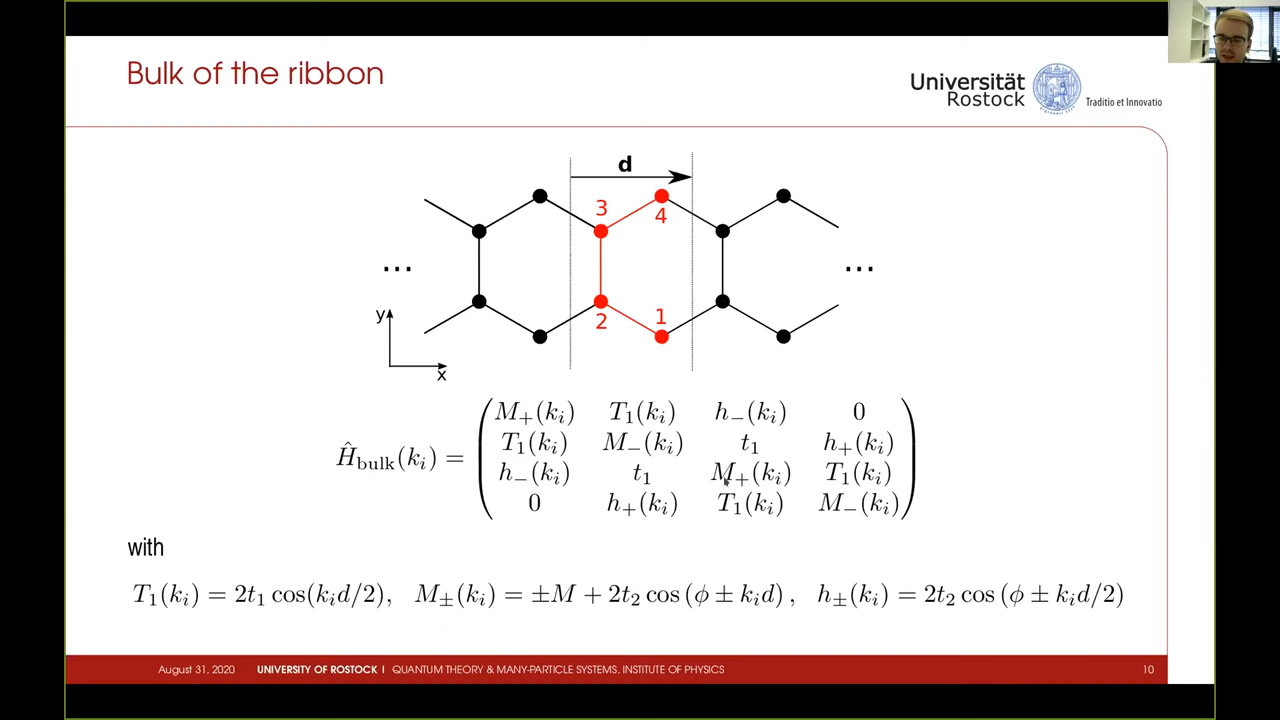 Bulk of the ribbon
Universität
Rostock
Traditio et Innovatio
d
3
4
...
...
2
1
y
x
Ĥ_bulk(k_i) =
M_+(k_i) T_1(k_i) h_−(k_i) 0
T_1(k_i) M_−(k_i) t_1 h_+(k_i)
h_−(k_i) t_1 M_+(k_i) T_1(k_i)
0 h_+(k_i) T_1(k_i) M_−(k_i)
with
T_1(k_i) = 2t_1 cos(k_i d/2), M_±(k_i) = ±M + 2t_2 cos (ϕ ± k_i d) , h_±(k_i) = 2t_2 cos (ϕ ± k_i d/2)
August 31, 2020 UNIVERSITY OF ROSTOCK I QUANTUM THEORY & MANY-PARTICLE SYSTEMS, INSTITUTE OF PHYSICS 10